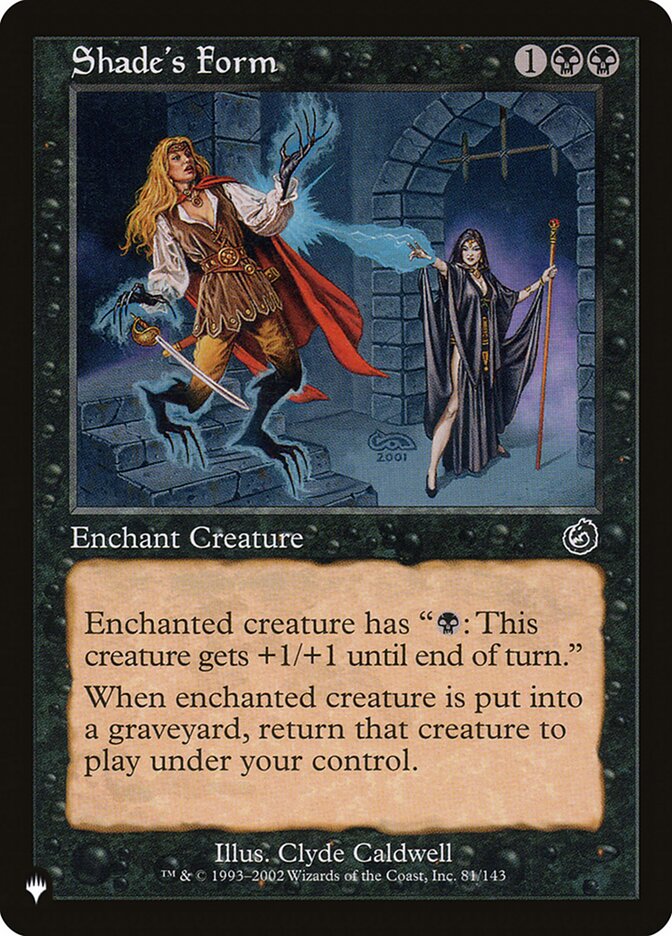 Shade's Form 1
2001
Enchant Creature
Enchanted creature has “: This
creature gets +1/+1 until end of turn.”
When enchanted creature is put into
a graveyard, return that creature to
play under your control.
Illus. Clyde Caldwell
™ & © 1993–2002 Wizards of the Coast, Inc. 81/143